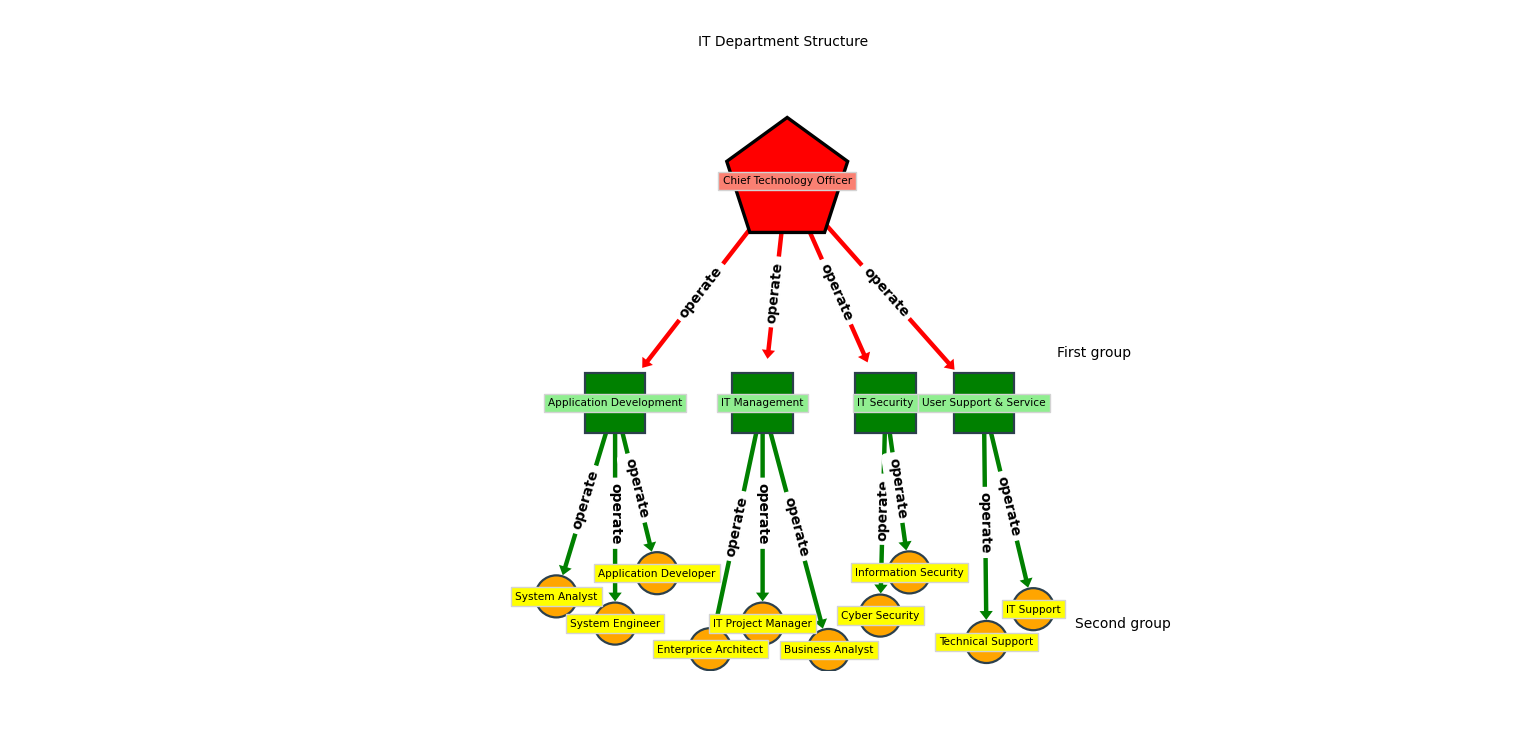 IT Department Structure
Chief Technology Officer
operate
operate
operate
operate
First group
Application Development
IT Management
IT Security
User Support & Service
operate
operate
operate
operate
operate
operate
operate
operate
operate
operate
Application Developer
Information Security
System Analyst
IT Support
Cyber Security
System Engineer
IT Project Manager
Second group
Technical Support
Enterprice Architect
Business Analyst